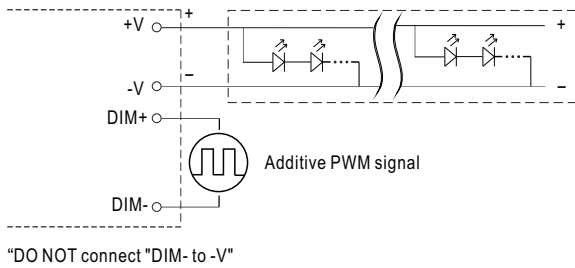 +V + +
-V − −
DIM+
Additive PWM signal
DIM-
“DO NOT connect "DIM- to -V"